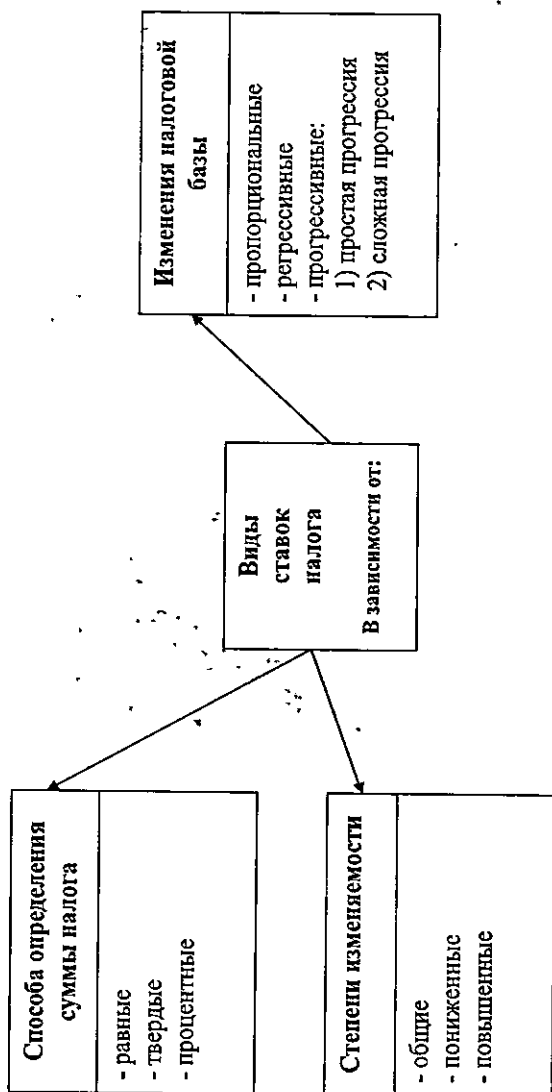 Способа определения
суммы налога
- равные
- твердые
- процентные
Степени изменяемости
- общие
- пониженные
- повышенные
Виды
ставок
налога
В зависимости от:
Изменения налоговой
базы
- пропорциональные
- регрессивные
- прогрессивные:
1) простая прогрессия
2) сложная прогрессия